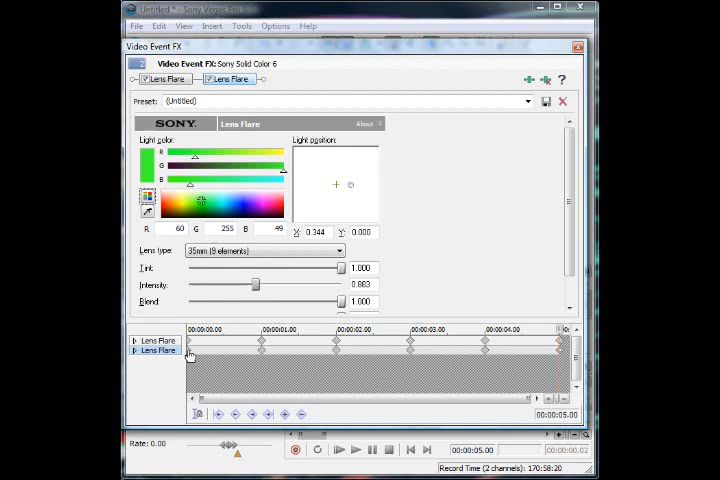 Untitled * - Sony Vegas Pro
File Edit View Insert Tools Options Help
Video Event FX
Video Event FX: Sony Solid Color 6
Lens Flare Lens Flare
Preset: (Untitled)
SONY. Lens Flare About ?
Light color: Light position:
R
G
B
R 60 G 255 B 49 X: 0.344 Y: 0.000
Lens type: 35mm (9 elements)
Tint: 1.000
Intensity: 0.883
Blend: 1.000
00:00:00.00 00:00:01.00 00:00:02.00 00:00:03.00 00:00:04.00
Lens Flare
Lens Flare
00:00:05.00
Rate: 0.00
00:00:05.00 00:00:00.02
Record Time (2 channels): 170:58:20